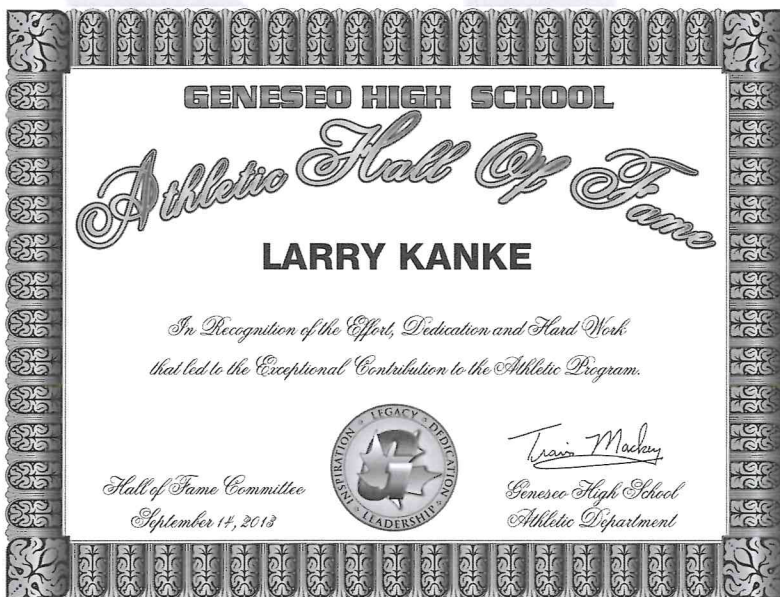 GENESEO HIGH SCHOOL
Athletic Hall Of Fame
LARRY KANKE
In Recognition of the Effort, Dedication and Hard Work
that led to the Exceptional Contribution to the Athletic Program.
INSPIRATION LEGACY DEDICATION LEADERSHIP
G
Travis Mackey
Hall of Fame Committee
September 14, 2013
Geneseo High School
Athletic Department